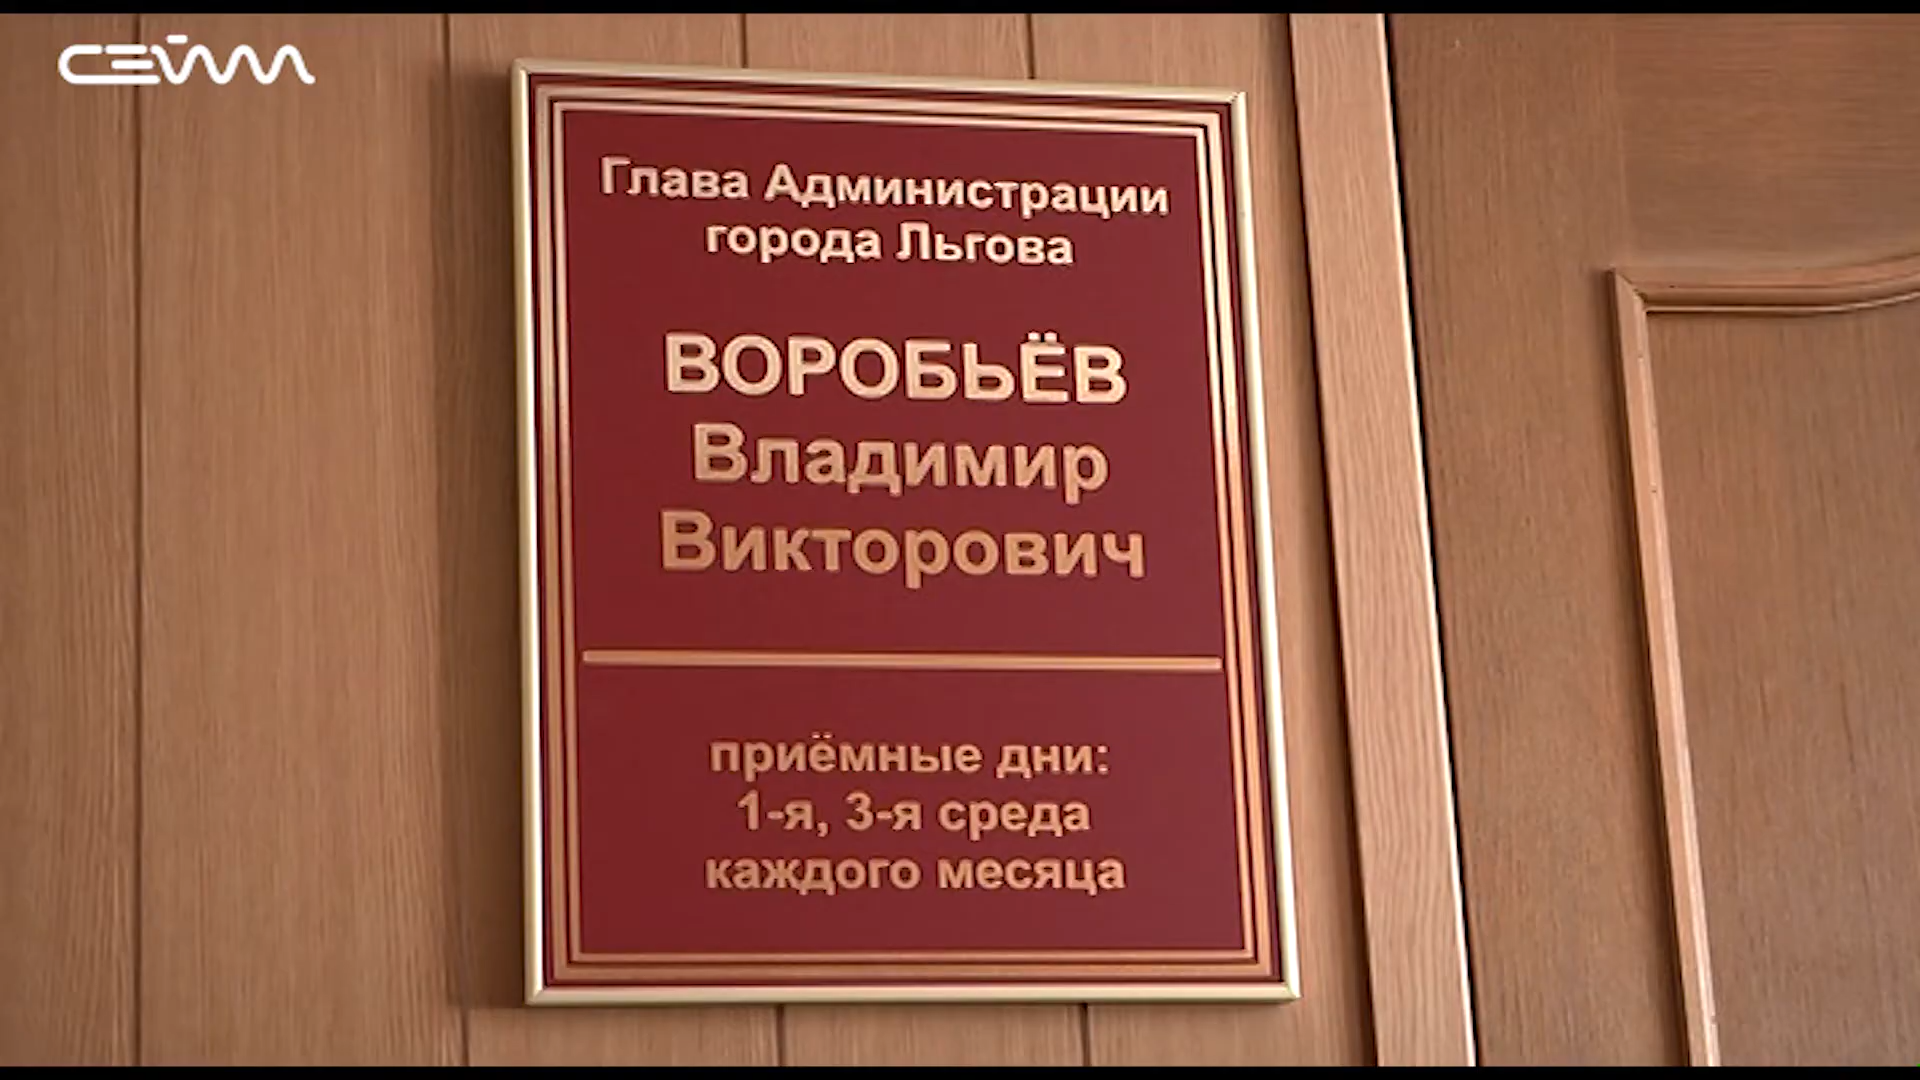 СЕЙМ
Глава Администрации
города Льгова
ВОРОБЬЁВ
Владимир
Викторович
приёмные дни:
1-я, 3-я среда
каждого месяца